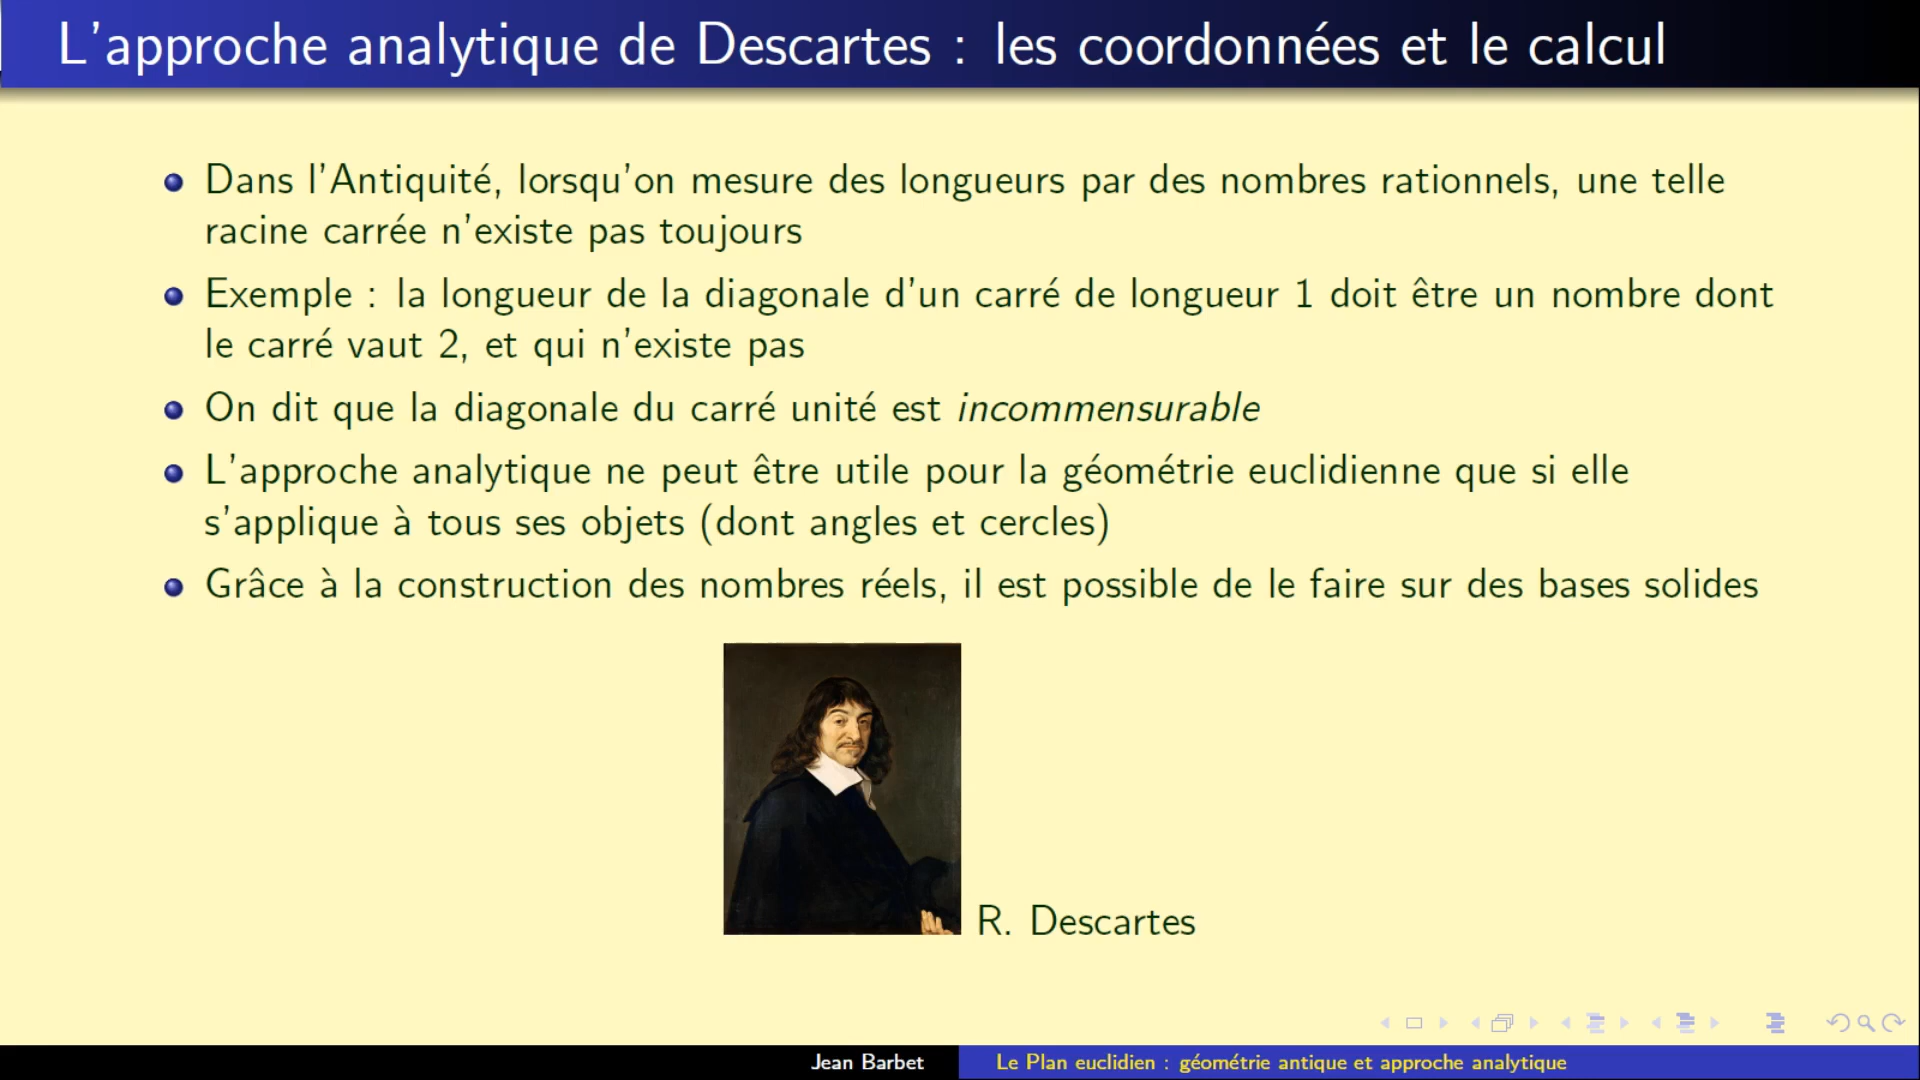 L'approche analytique de Descartes : les coordonnées et le calcul
Dans l'Antiquité, lorsqu'on mesure des longueurs par des nombres rationnels, une telle
racine carrée n'existe pas toujours
Exemple : la longueur de la diagonale d'un carré de longueur 1 doit être un nombre dont
le carré vaut 2, et qui n'existe pas
On dit que la diagonale du carré unité est incommensurable
L'approche analytique ne peut être utile pour la géométrie euclidienne que si elle
s'applique à tous ses objets (dont angles et cercles)
Grâce à la construction des nombres réels, il est possible de le faire sur des bases solides
R. Descartes
Jean Barbet
Le Plan euclidien : géométrie antique et approche analytique